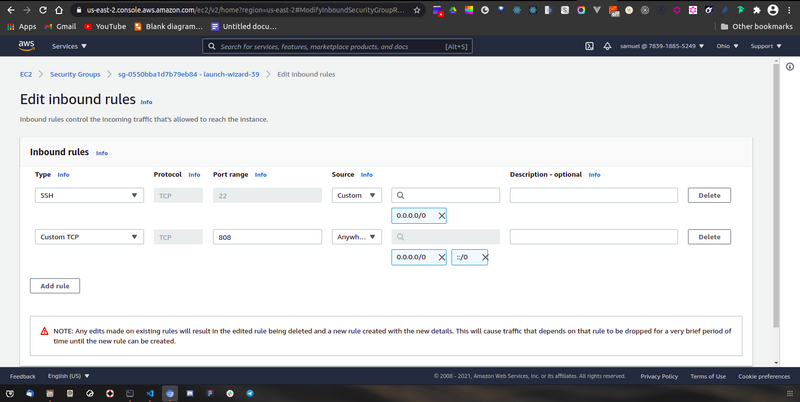 us-east-2.console.aws.amazon.com/ec2/v2/home?region=us-east-2#ModifyInboundSecurityGroupR...
Apps Gmail YouTube Blank diagram... Untitled docu... Other bookmarks
aws Services Search for services, features, marketplace products, and docs [Alt+S] samuel @ 7839-1885-5249 Ohio Support
EC2 Security Groups sg-0550bba1d7b79eb84 - launch-wizard-39 Edit inbound rules
Edit inbound rules Info
Inbound rules control the incoming traffic that's allowed to reach the instance.
Inbound rules Info
Type Info Protocol Info Port range Info Source Info Description - optional Info
SSH TCP 22 Custom Delete
0.0.0.0/0
Custom TCP TCP 808 Anywh... Delete
0.0.0.0/0 ::/0
Add rule
NOTE: Any edits made on existing rules will result in the edited rule being deleted and a new rule created with the new details. This will cause traffic that depends on that rule to be dropped for a very brief period of
time until the new rule can be created.
Feedback English (US) © 2008 - 2021, Amazon Web Services, Inc. or its affiliates. All rights reserved. Privacy Policy Terms of Use Cookie preferences